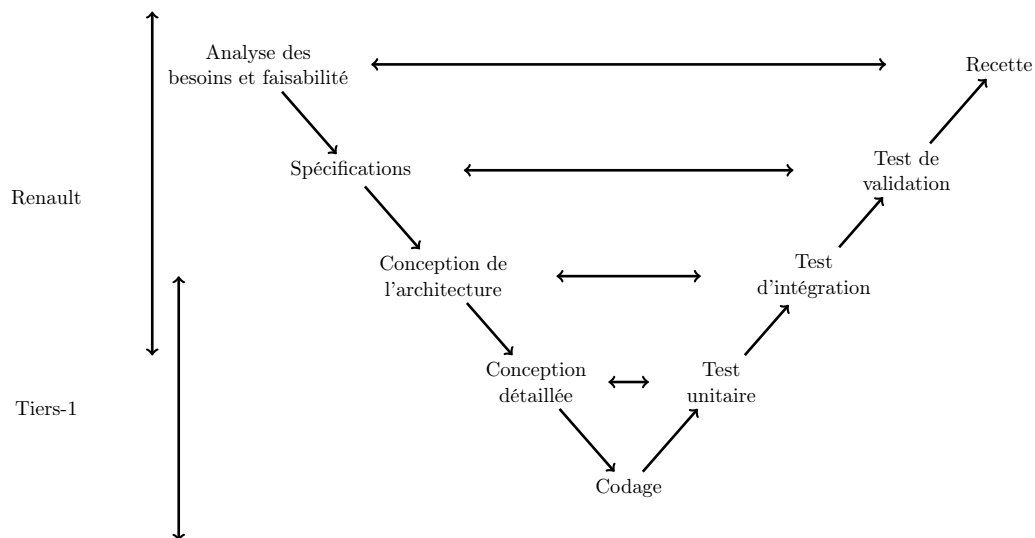 Analyse des
besoins et faisabilité
Recette
Spécifications
Test de
validation
Renault
Conception de
l'architecture
Test
d'intégration
Conception
détaillée
Test
unitaire
Tiers-1
Codage